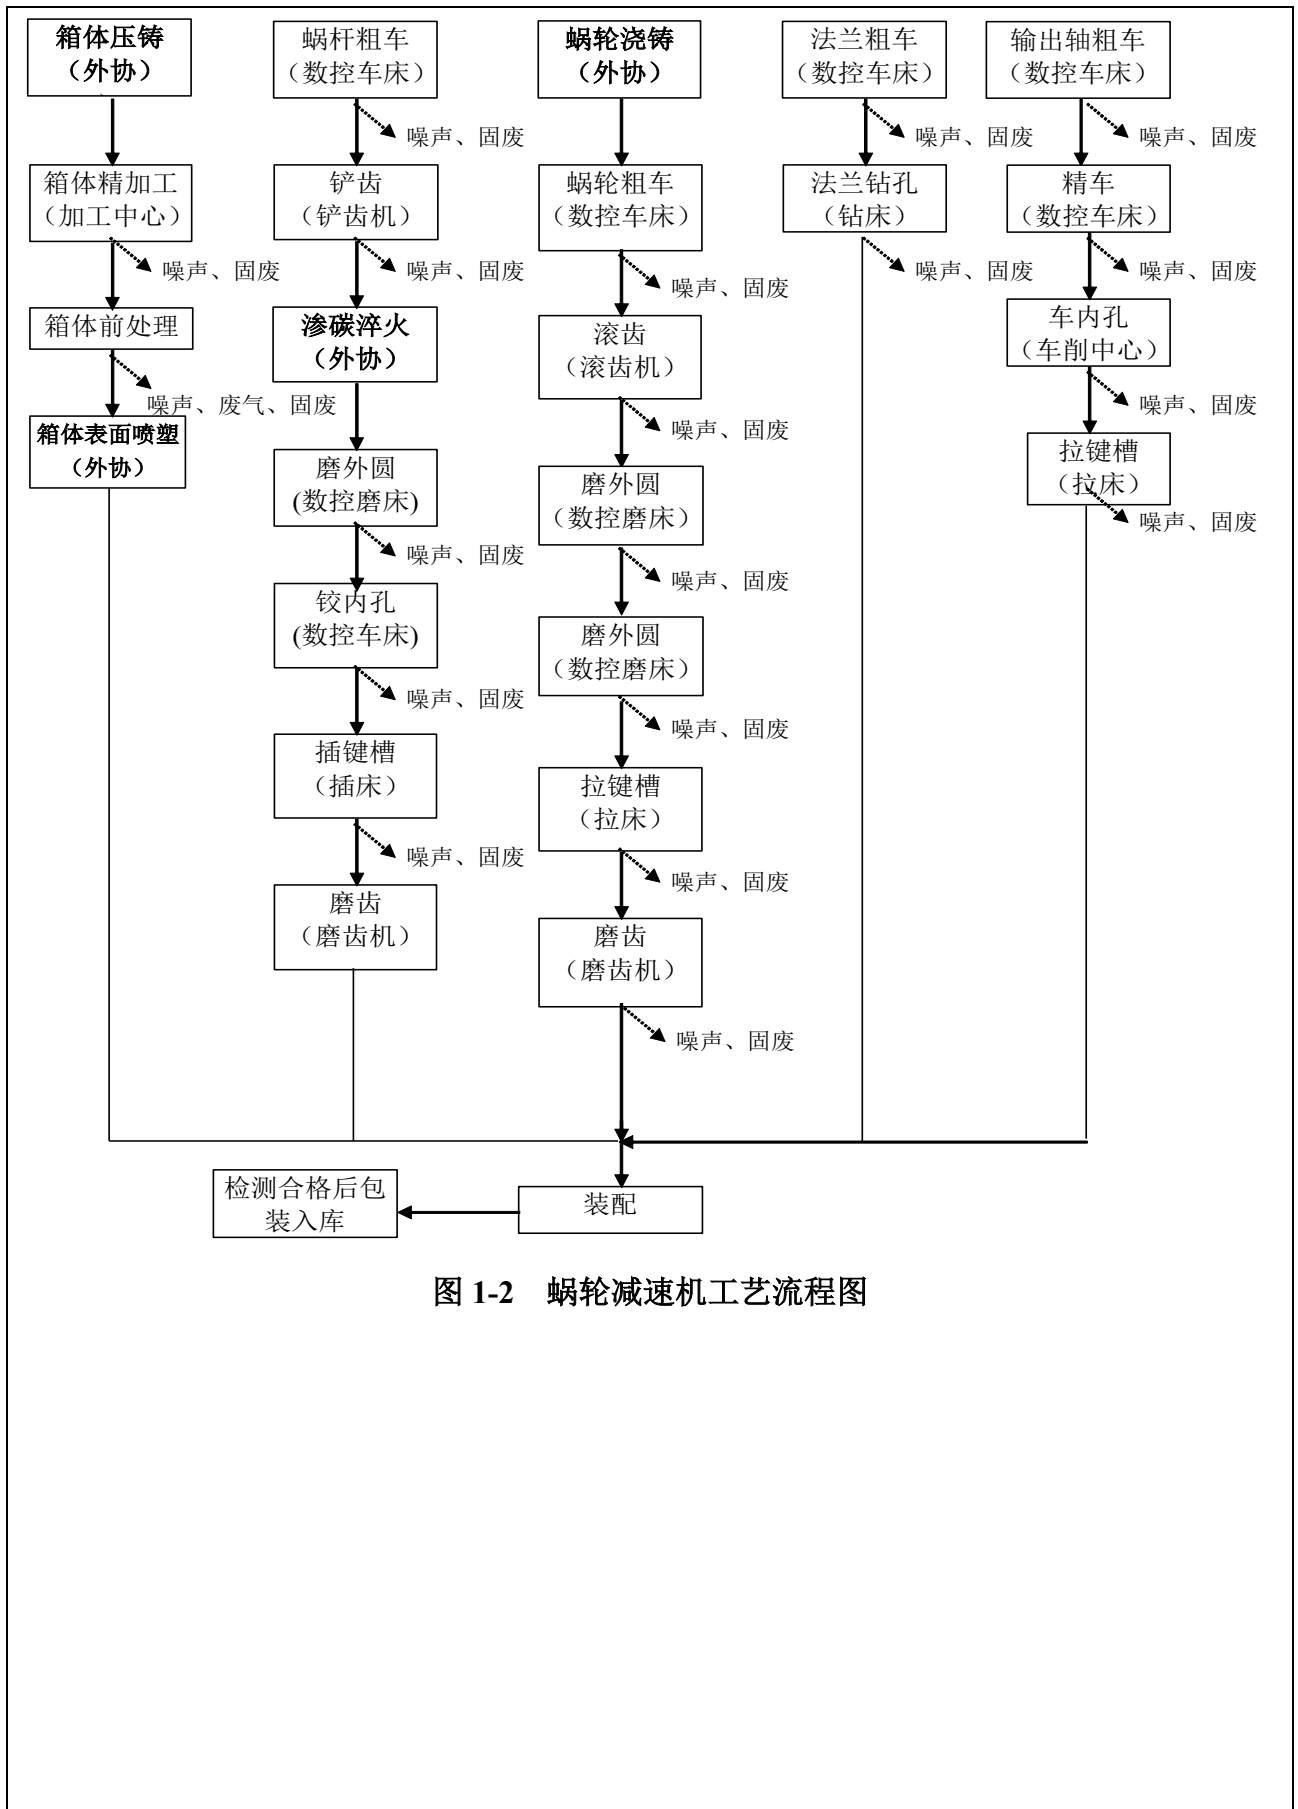 箱体压铸
（外协）
箱体精加工
（加工中心）
噪声、固废
箱体前处理
噪声、废气、固废
箱体表面喷塑
（外协）
蜗杆粗车
（数控车床）
噪声、固废
铲齿
（铲齿机）
噪声、固废
渗碳淬火
（外协）
磨外圆
(数控磨床)
噪声、固废
铰内孔
(数控车床)
噪声、固废
插键槽
（插床）
噪声、固废
磨齿
（磨齿机）
蜗轮浇铸
（外协）
蜗轮粗车
（数控车床）
噪声、固废
滚齿
（滚齿机）
噪声、固废
磨外圆
（数控磨床）
噪声、固废
磨外圆
（数控磨床）
噪声、固废
拉键槽
（拉床）
噪声、固废
磨齿
（磨齿机）
噪声、固废
法兰粗车
（数控车床）
噪声、固废
法兰钻孔
（钻床）
噪声、固废
输出轴粗车
（数控车床）
噪声、固废
精车
（数控车床）
噪声、固废
车内孔
（车削中心）
噪声、固废
拉键槽
（拉床）
噪声、固废
装配
检测合格后包
装入库
图 1-2 蜗轮减速机工艺流程图